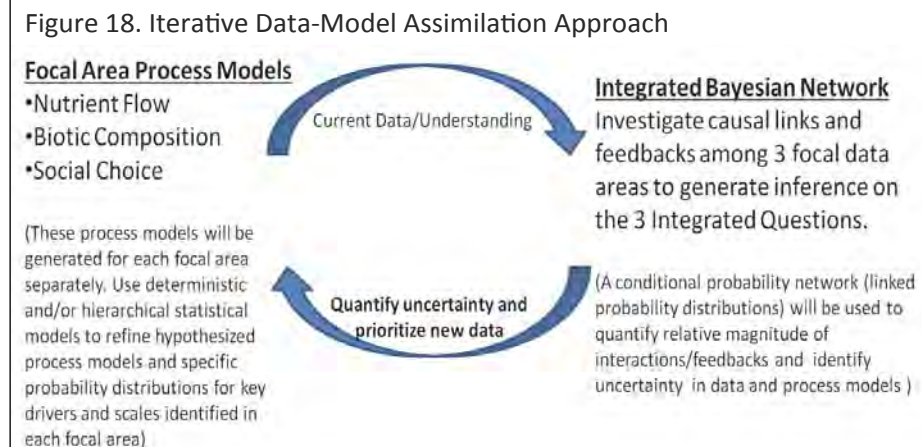 Figure 18. Iterative Data-Model Assimilation Approach
Focal Area Process Models
•Nutrient Flow
•Biotic Composition
•Social Choice
(These process models will be
generated for each focal area
separately. Use deterministic
and/or hierarchical statistical
models to refine hypothesized
process models and specific
probability distributions for key
drivers and scales identified in
each focal area)
Current Data/Understanding
Quantify uncertainty and
prioritize new data
Integrated Bayesian Network
Investigate causal links and
feedbacks among 3 focal data
areas to generate inference on
the 3 Integrated Questions.
(A conditional probability network (linked
probability distributions) will be used to
quantify relative magnitude of
interactions/feedbacks and identify
uncertainty in data and process models )